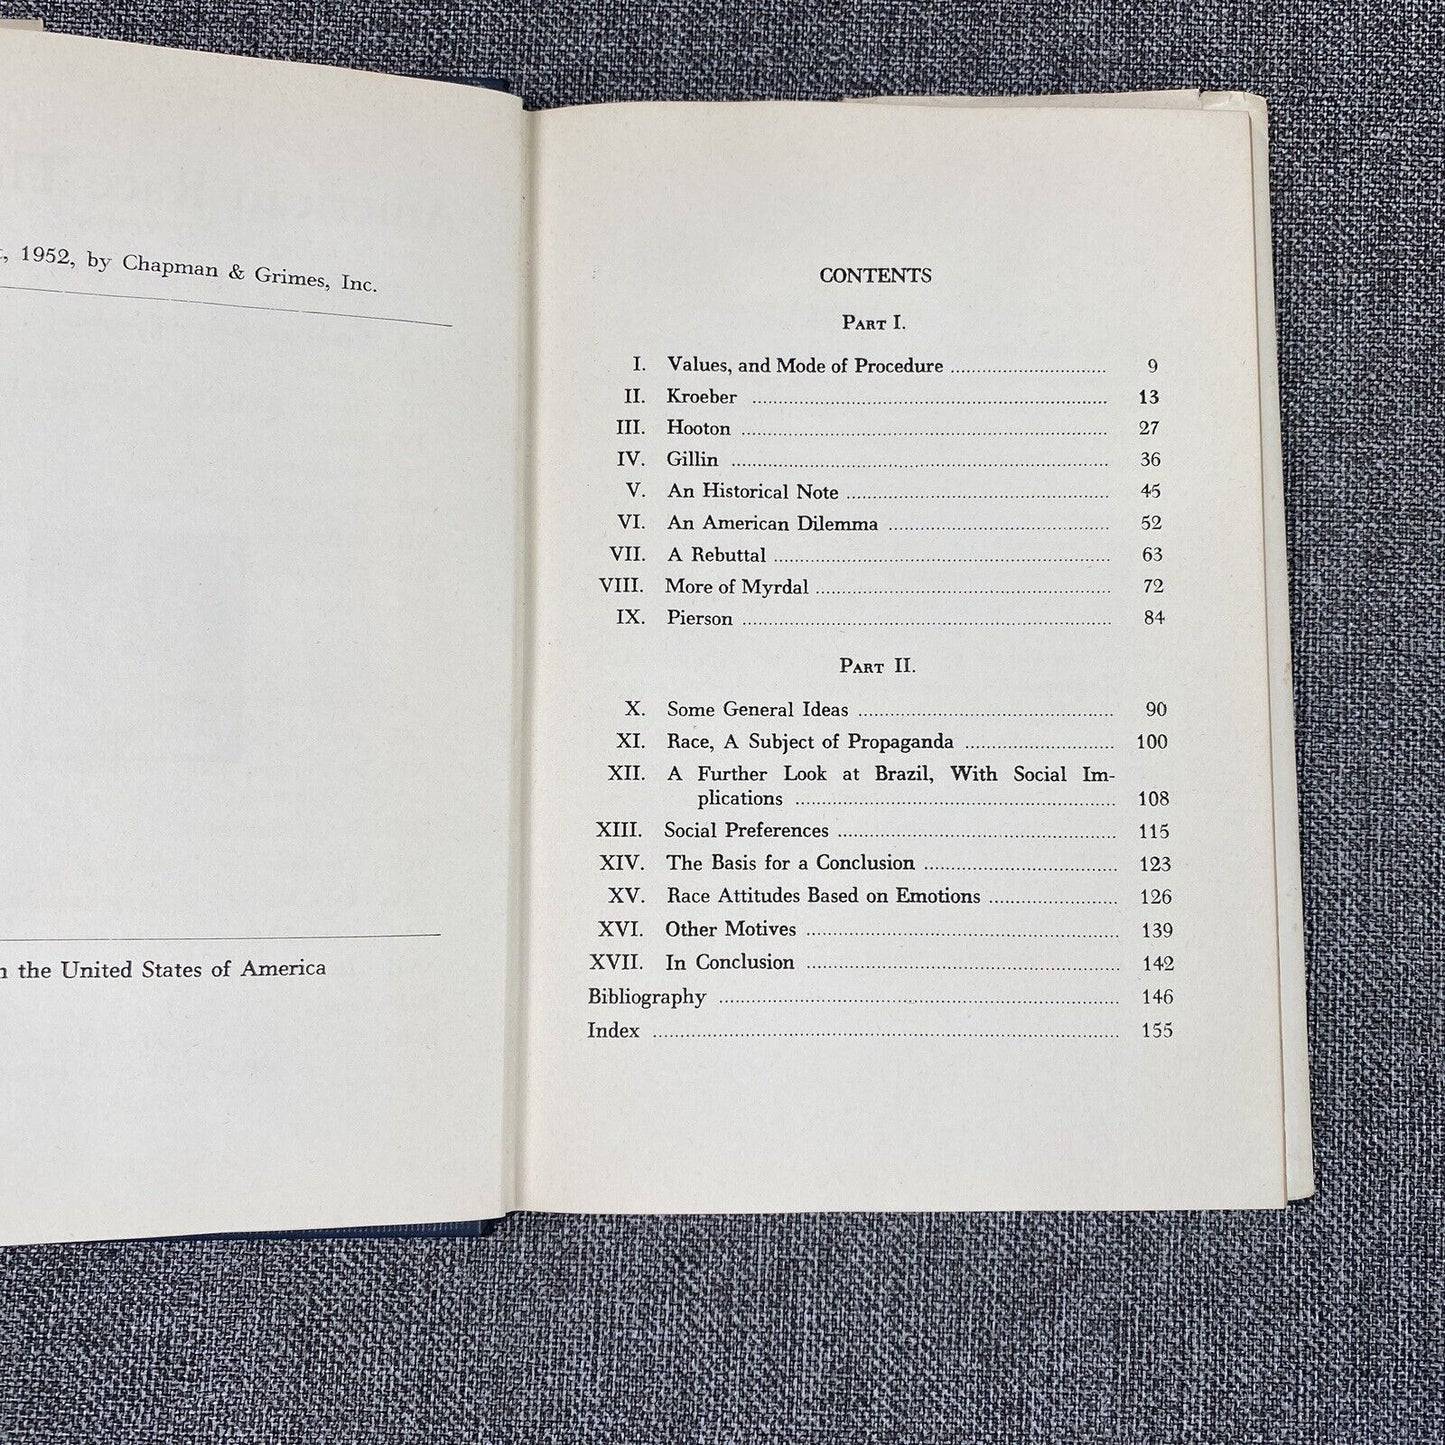 , 1952, by Chapman & Grimes, Inc.
the United States of America
CONTENTS
Part I.
I. Values, and Mode of Procedure 9
II. Kroeber 13
III. Hooton 27
IV. Gillin 36
V. An Historical Note 45
VI. An American Dilemma 52
VII. A Rebuttal 63
VIII. More of Myrdal 72
IX. Pierson 84
Part II.
X. Some General Ideas 90
XI. Race, A Subject of Propaganda 100
XII. A Further Look at Brazil, With Social Im-
plications 108
XIII. Social Preferences 115
XIV. The Basis for a Conclusion 123
XV. Race Attitudes Based on Emotions 126
XVI. Other Motives 139
XVII. In Conclusion 142
Bibliography 146
Index 155